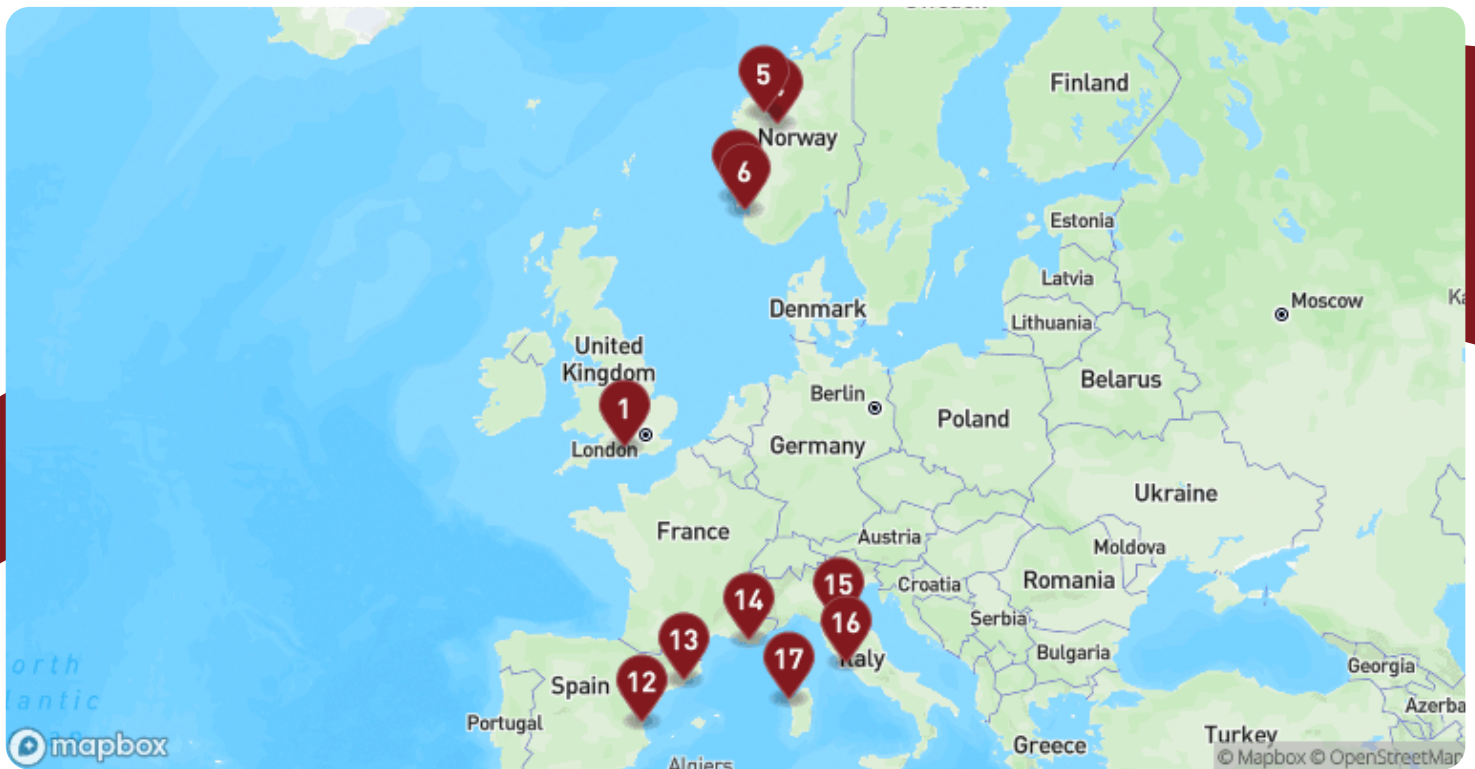 5
Norway
Finland
6
Estonia
Latvia
Moscow
Denmark
Lithuania
United
Kingdom
Belarus
Berlin
1
Poland
London
Germany
Ukraine
France
Austria
Moldova
15
Croatia
Romania
14
16
Serbia
13
17
Italy
Bulgaria
Georgia
12
Spain
Portugal
Turkey
Greece
mapbox
© Mapbox © OpenStreetMap